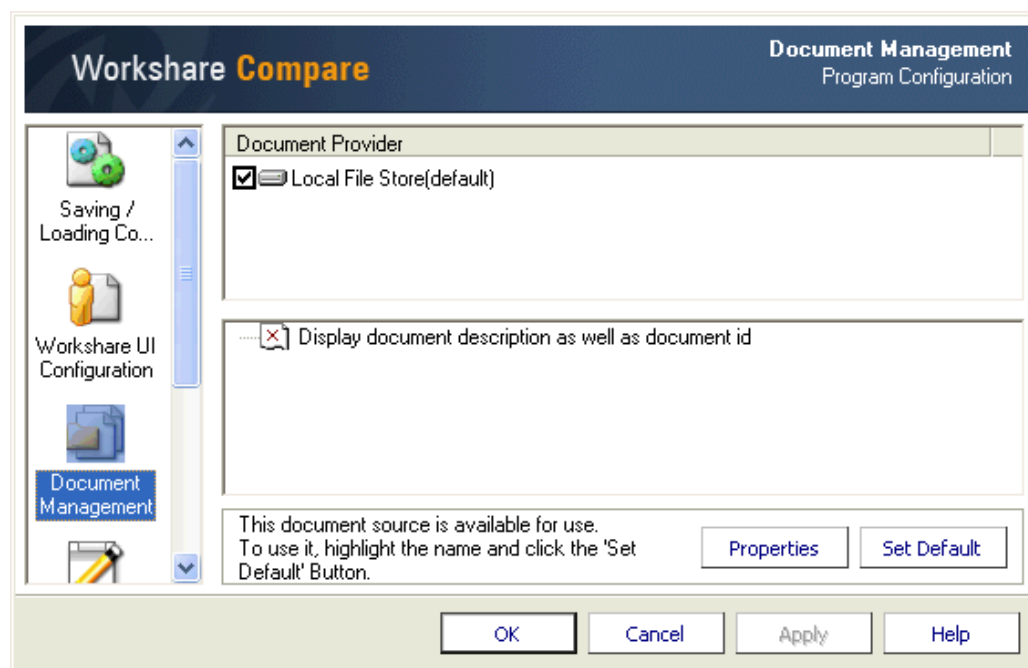 Workshare Compare
Document Management
Program Configuration
Saving /
Loading Co...
Workshare UI
Configuration
Document
Management
Document Provider
Local File Store(default)
Display document description as well as document id
This document source is available for use.
To use it, highlight the name and click the 'Set
Default' Button.
Properties
Set Default
OK
Cancel
Apply
Help